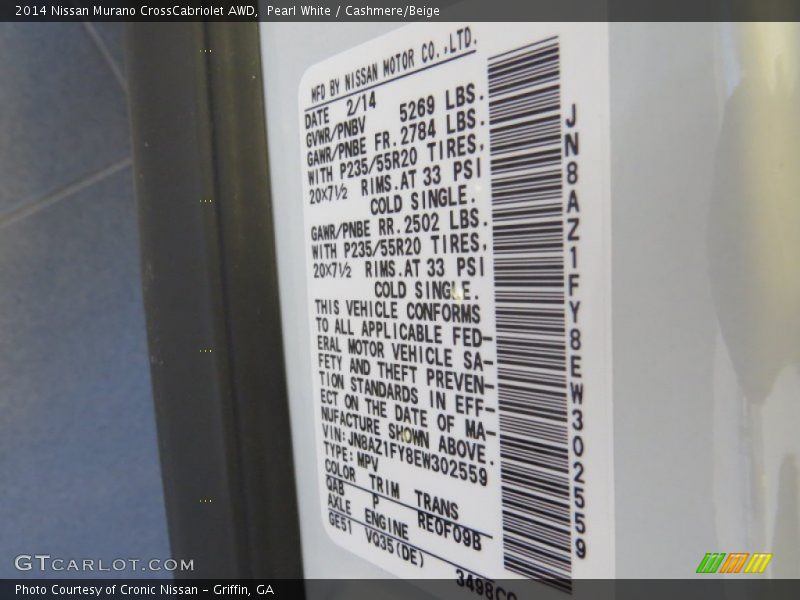 2014 Nissan Murano CrossCabriolet AWD, Pearl White / Cashmere/Beige
MFD BY NISSAN MOTOR CO.,LTD.
DATE 2/14
GVWR/PNBV 5269 LBS.
GAWR/PNBE FR. 2784 LBS.
WITH P235/55R20 TIRES,
20×7½ RIMS. AT 33 PSI
COLD SINGLE.
GAWR/PNBE RR. 2502 LBS.
WITH P235/55R20 TIRES,
20×7½ RIMS. AT 33 PSI
COLD SINGLE.
THIS VEHICLE CONFORMS
TO ALL APPLICABLE FED-
ERAL MOTOR VEHICLE SA-
FETY AND THEFT PREVEN-
TION STANDARDS IN EFF-
ECT ON THE DATE OF MA-
NUFACTURE SHOWN ABOVE.
VIN:JN8AZ1FY8EW302559
TYPE: MPV
COLOR TRIM TRANS
QAB P RE0F09B
AXLE ENGINE
GE51 VQ35(DE)
3498CC
JN8AZ1FY8EW302559
GTCARLOT.COM
Photo Courtesy of Cronic Nissan - Griffin, GA